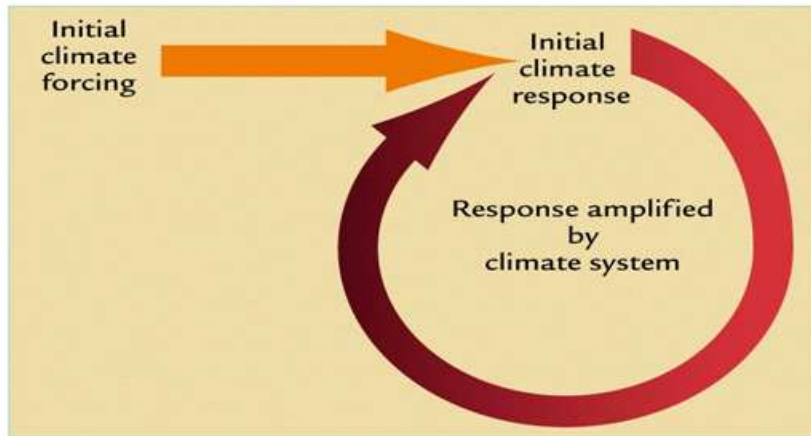 Initial
climate
forcing
Initial
climate
response
Response amplified
by
climate system